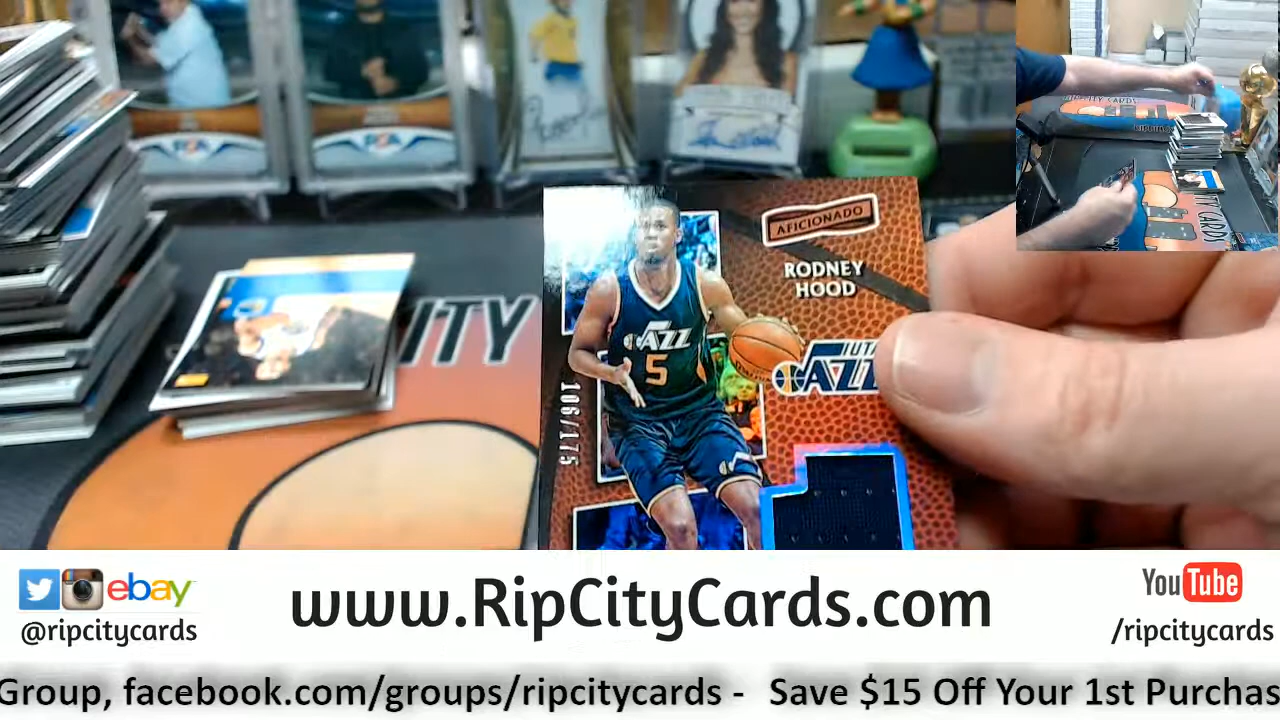 AFICIONADO
RODNEY
HOOD
UTA
JAZZ
JAZZ
5
106/175
ITY
www.RipCityCards.com
ebay
@ripcitycards
YouTube
/ripcitycards
Group, facebook.com/groups/ripcitycards - Save $15 Off Your 1st Purchas